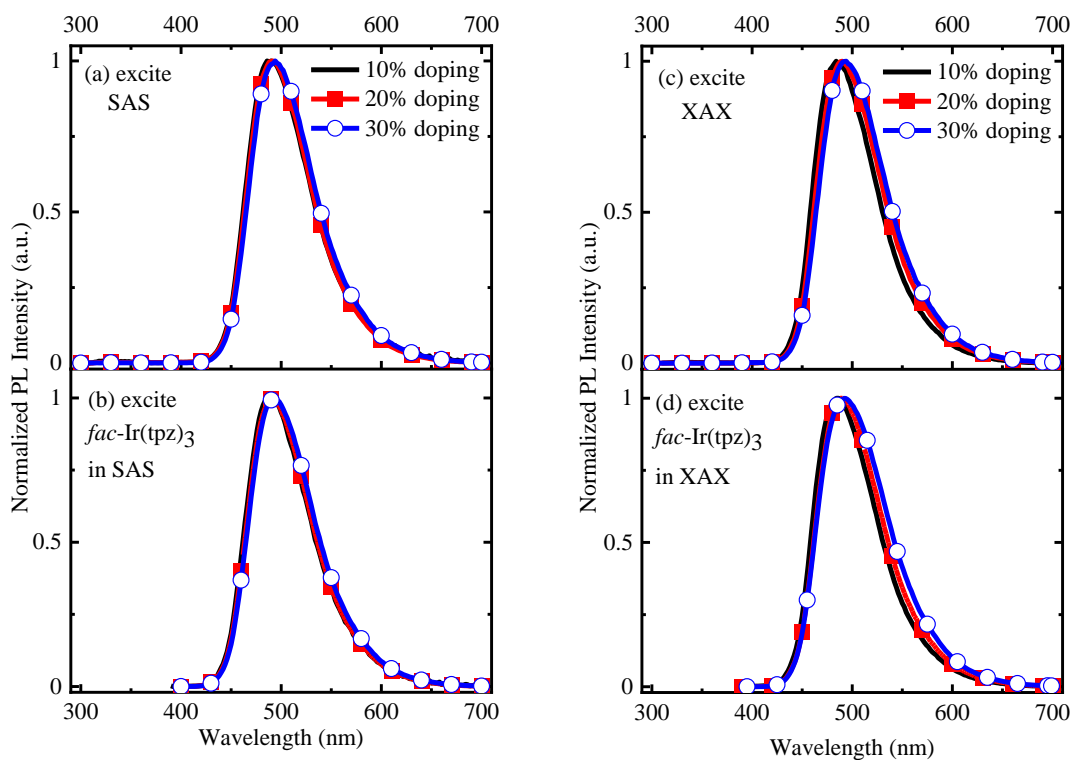 300 400 500 600 700
1
0.5
0
Normalized PL Intensity (a.u.)
(a) excite
SAS
10% doping
20% doping
30% doping
(b) excite
fac-Ir(tpz)3
in SAS
1
0.5
0
300 400 500 600 700
Wavelength (nm)
300 400 500 600 700
1
0.5
0
Normalized PL Intensity (a.u.)
(c) excite
XAX
10% doping
20% doping
30% doping
(d) excite
fac-Ir(tpz)3
in XAX
1
0.5
0
300 400 500 600 700
Wavelength (nm)